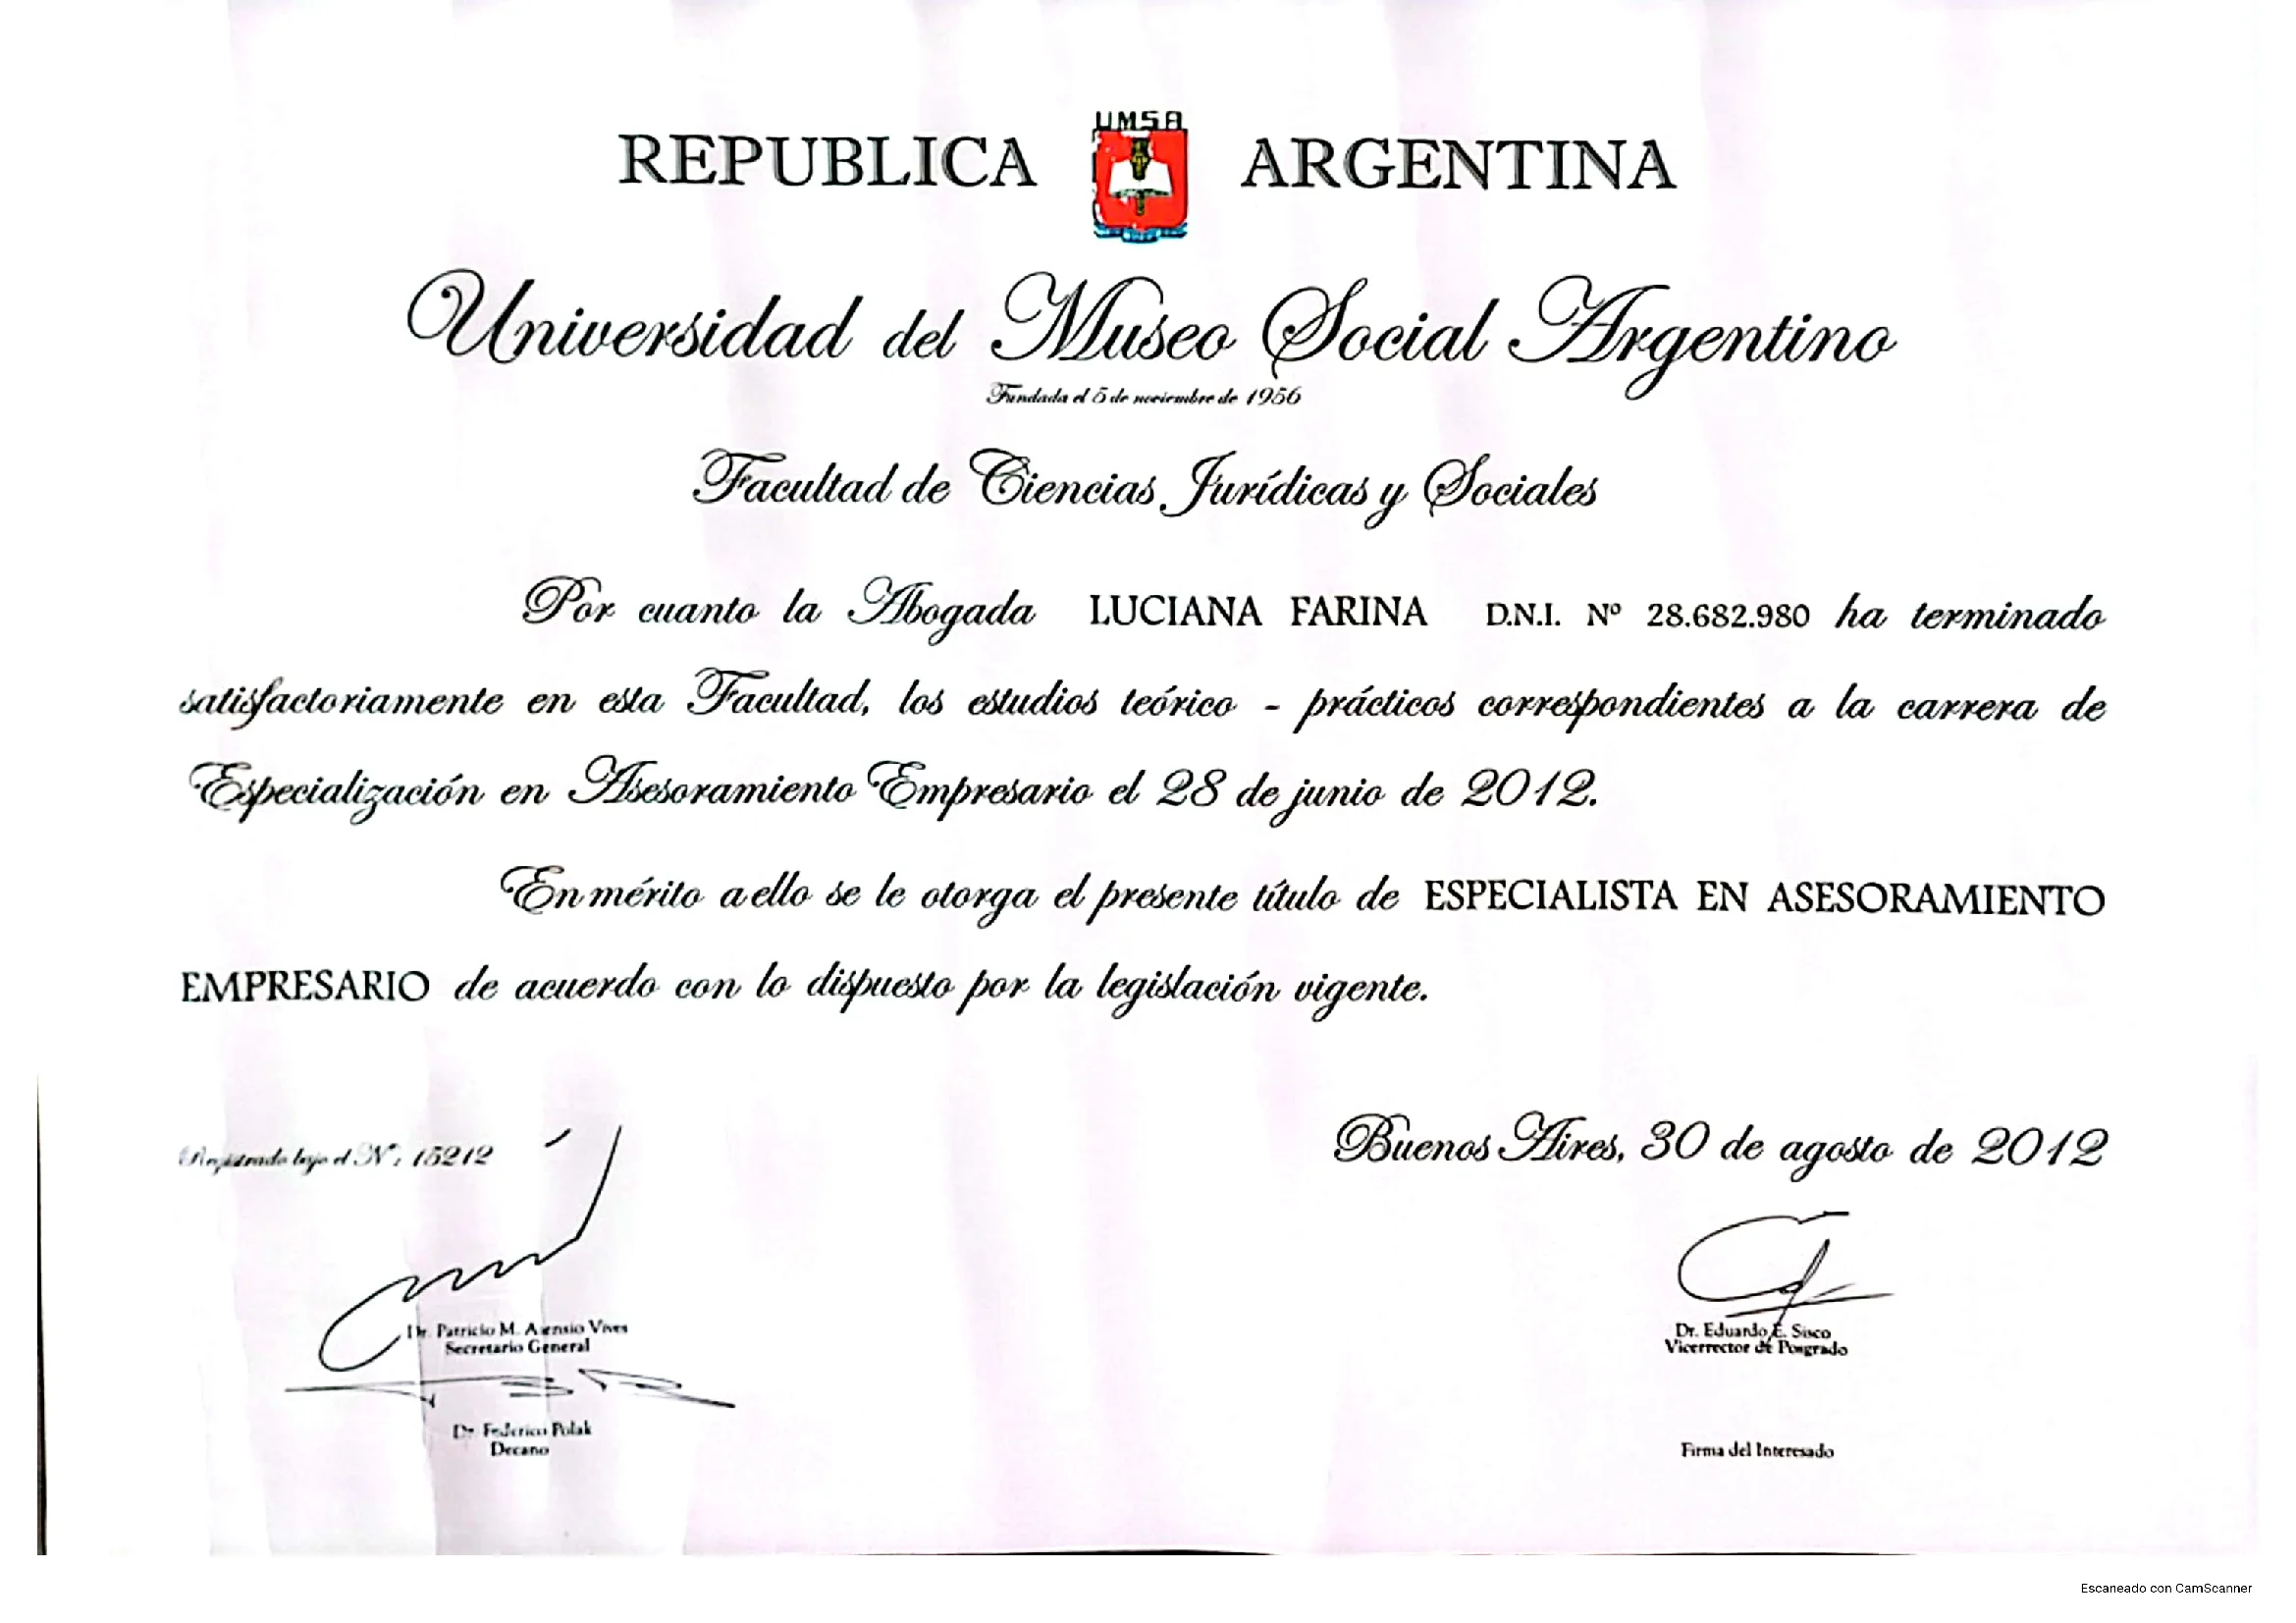 UMSA
REPUBLICA ARGENTINA
Universidad del Museo Social Argentino
Fundada el 5 de noviembre de 1956
Facultad de Ciencias Jurídicas y Sociales
Por cuanto la Abogada LUCIANA FARINA D.N.I. Nº 28.682.980 ha terminado
satisfactoriamente en esta Facultad, los estudios teórico - prácticos correspondientes a la carrera de
Especialización en Asesoramiento Empresario el 28 de junio de 2012.
En mérito a ello se le otorga el presente título de ESPECIALISTA EN ASESORAMIENTO
EMPRESARIO de acuerdo con lo dispuesto por la legislación vigente.
Buenos Aires, 30 de agosto de 2012
Registrado bajo el Nº: 15212
Dr. Patricio M. Asensio Vives
Secretario General
Dr. Eduardo E. Sisco
Vicerrector de Posgrado
Dr. Federico Polak
Decano
Firma del Interesado
Escaneado con CamScanner